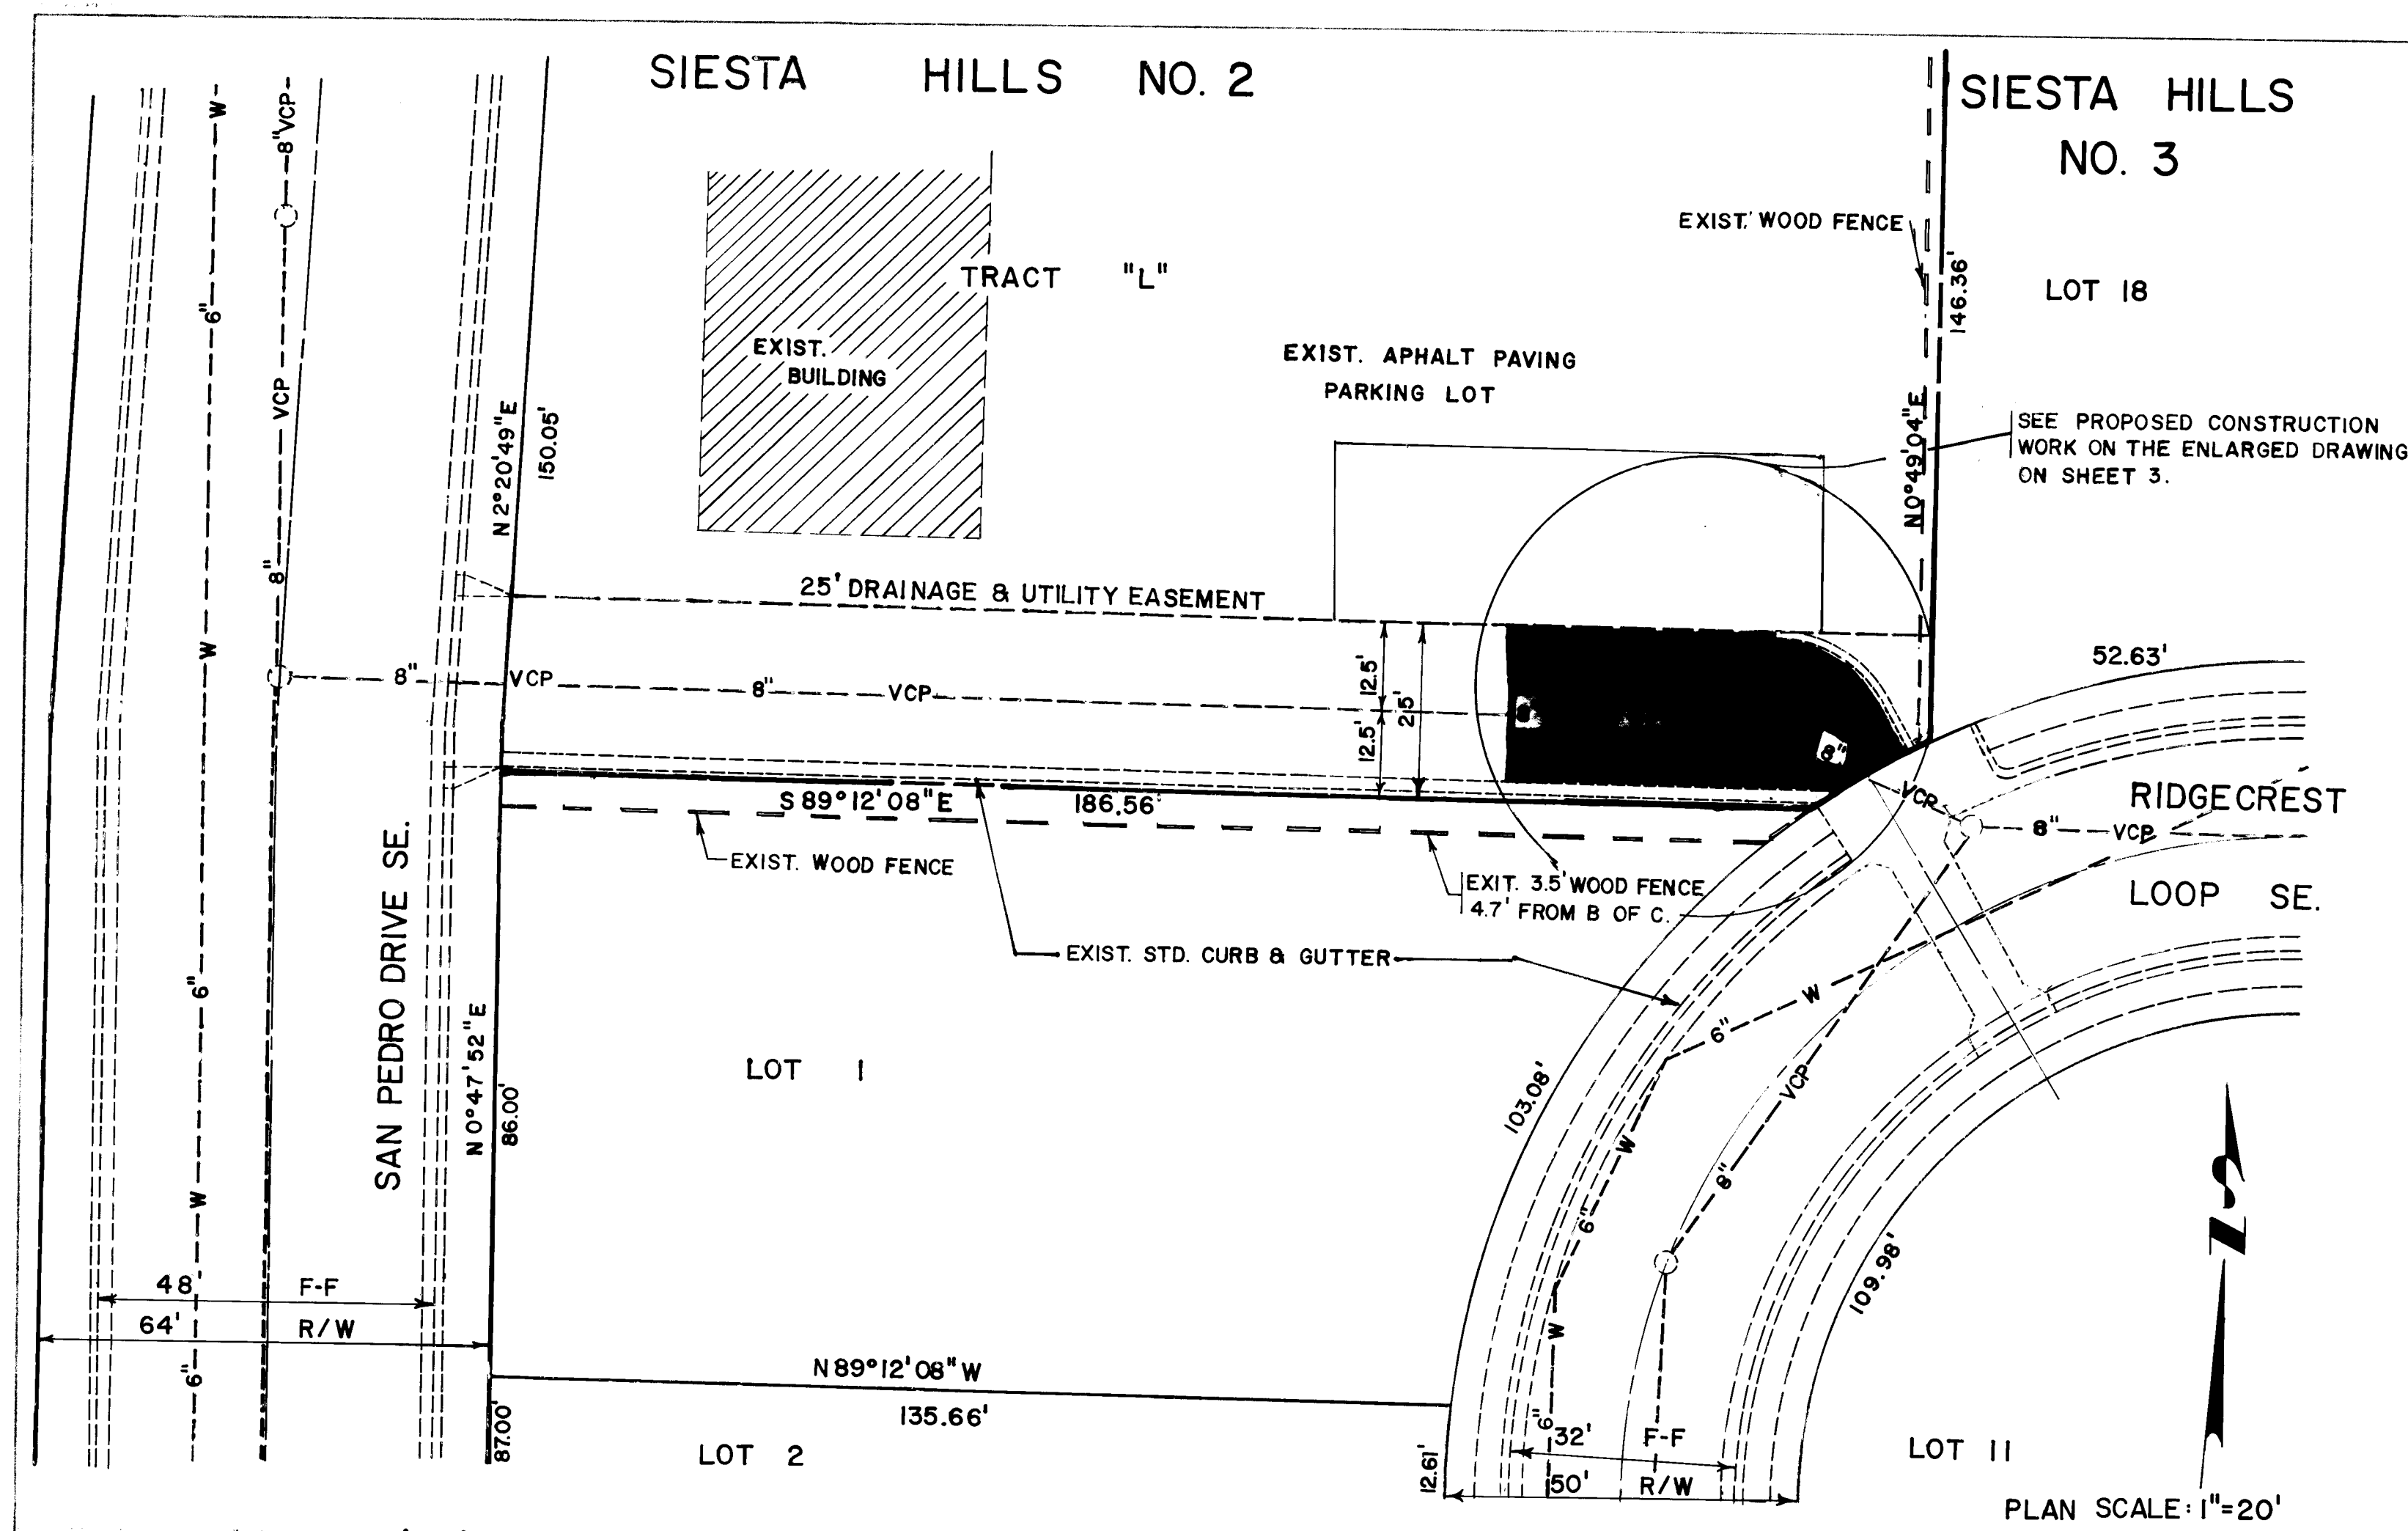 SIESTA HILLS NO. 2
SIESTA HILLS
NO. 3
EXIST. WOOD FENCE
LOT 18
146.36'
N0°49'04"E
TRACT "L"
EXIST.
BUILDING
EXIST. APHALT PAVING
PARKING LOT
SEE PROPOSED CONSTRUCTION
WORK ON THE ENLARGED DRAWING
ON SHEET 3.
W
8"VCP
6"
VCP
8"
W
6"
W
6"
N2°20'49"E
150.05'
25' DRAINAGE & UTILITY EASEMENT
8" VCP 8" VCP
12.5'
12.5'
25'
8"
8"
VCP
52.63'
RIDGECREST
8" VCP
LOOP SE.
S89°12'08"E 186.56'
EXIST. WOOD FENCE
EXIT. 3.5' WOOD FENCE
4.7' FROM B OF C.
EXIST. STD. CURB & GUTTER
SAN PEDRO DRIVE SE.
N0°47'52"E
86.00'
LOT 1
103.08'
W
6"
W
6"
W
6"
VCP
8"
109.98'
48' F-F
64' R/W
N89°12'08"W
135.66'
87.00'
LOT 2
12.61'
32' F-F
50' R/W
LOT 11
N
PLAN SCALE: 1"=20'